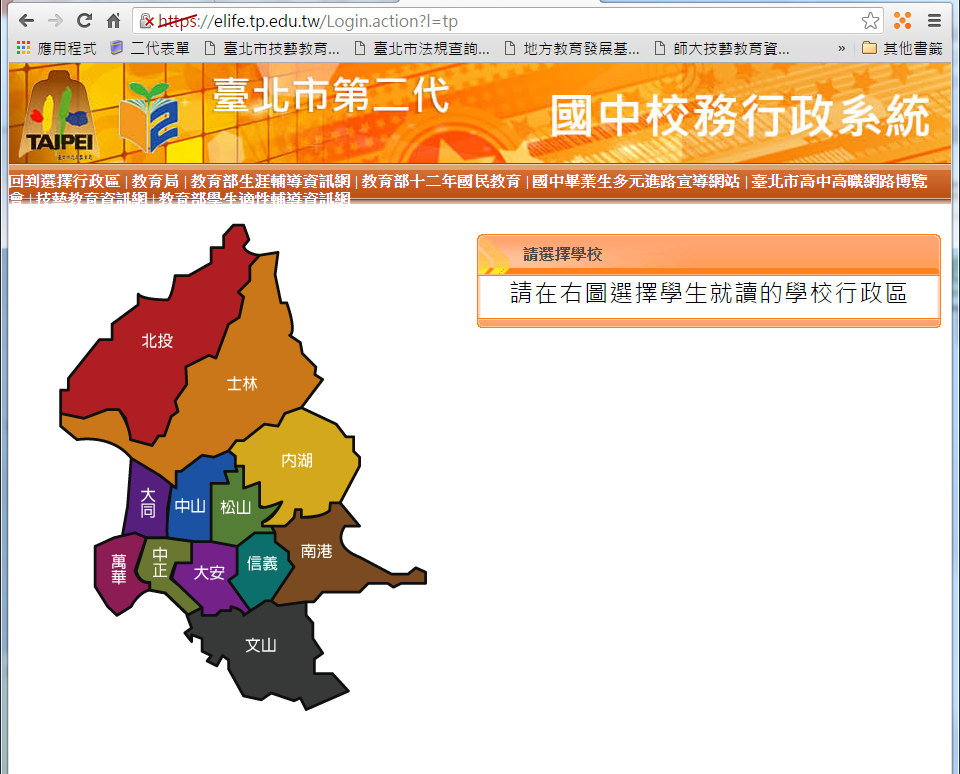 https://elife.tp.edu.tw/Login.action?l=tp
應用程式 二代表單 臺北市技藝教育... 臺北市法規查詢... 地方教育發展基... 師大技藝教育資... » 其他書籤
臺北市第二代
國中校務行政系統
TAIPEI
2
回到選擇行政區 | 教育局 | 教育部生涯輔導資訊網 | 教育部十二年國民教育 | 國中畢業生多元進路宣導網站 | 臺北市高中高職網路博覽
會 | 技藝教育資訊網 | 教育部學生適性輔導資訊網
請選擇學校
請在右圖選擇學生就讀的學校行政區
北投
士林
內湖
大同
中山
松山
南港
萬華
中正
大安
信義
文山